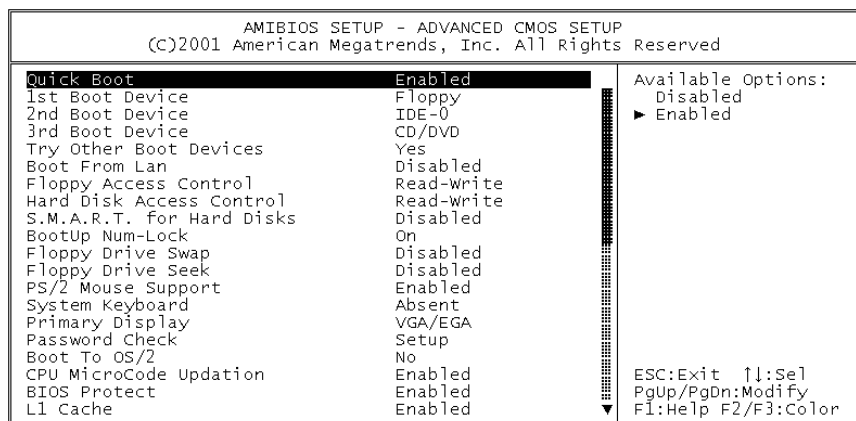 AMIBIOS SETUP - ADVANCED CMOS SETUP
(C)2001 American Megatrends, Inc. All Rights Reserved
Quick Boot Enabled
1st Boot Device Floppy
2nd Boot Device IDE-0
3rd Boot Device CD/DVD
Try Other Boot Devices Yes
Boot From Lan Disabled
Floppy Access Control Read-Write
Hard Disk Access Control Read-Write
S.M.A.R.T. for Hard Disks Disabled
BootUp Num-Lock On
Floppy Drive Swap Disabled
Floppy Drive Seek Disabled
PS/2 Mouse Support Enabled
System Keyboard Absent
Primary Display VGA/EGA
Password Check Setup
Boot To OS/2 No
CPU MicroCode Updation Enabled
BIOS Protect Enabled
L1 Cache Enabled
Available Options:
Disabled
► Enabled
ESC:Exit ↑↓:Sel
PgUp/PgDn:Modify
F1:Help F2/F3:Color